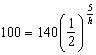 100 = 140(1/2)^(5/h)